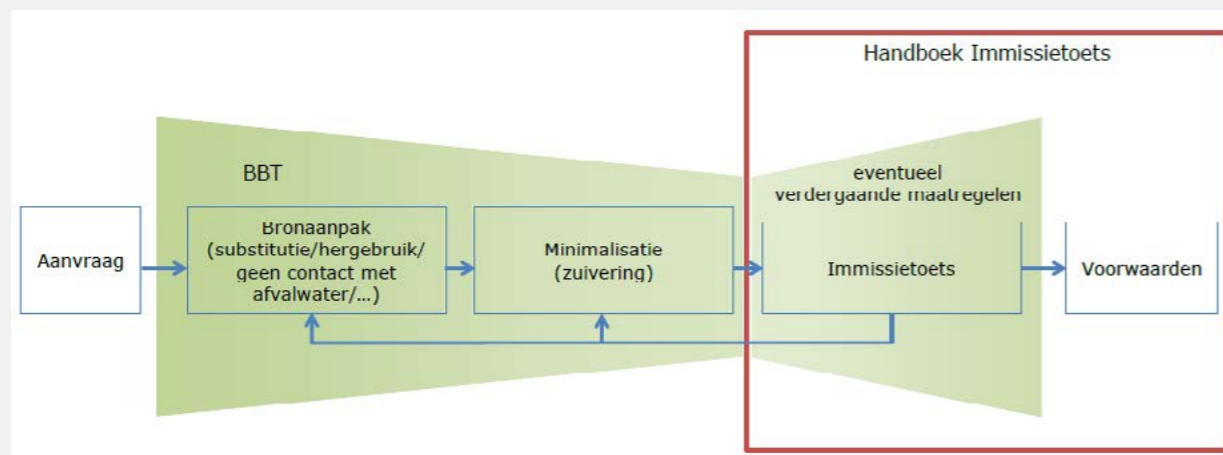 Handboek Immissietoets
BBT
eventueel
verdergaande maatregelen
Aanvraag
Bronaanpak
(substitutie/hergebruik/
geen contact met
afvalwater/...)
Minimalisatie
(zuivering)
Immissietoets
Voorwaarden